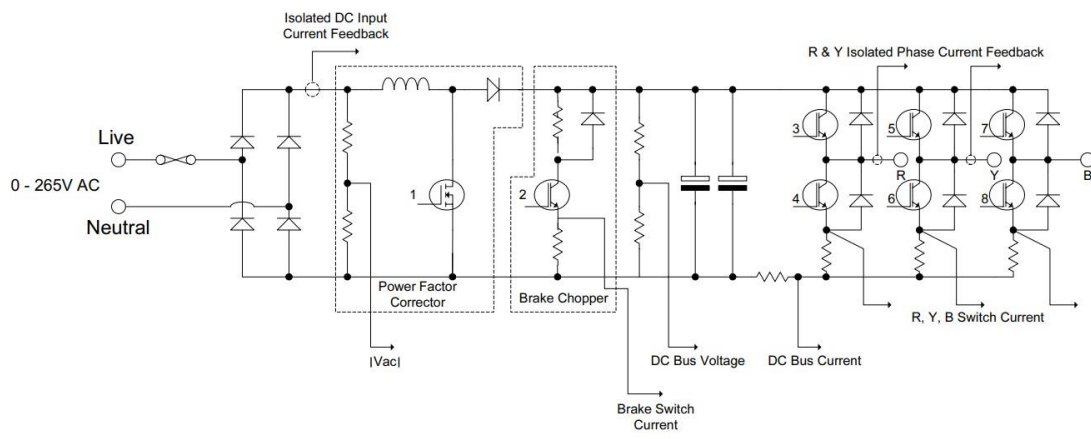 Isolated DC Input
Current Feedback
R & Y Isolated Phase Current Feedback
3
5
7
Live
R
Y
B
0 - 265V AC
1
2
4
6
8
Neutral
Power Factor
Corrector
Brake Chopper
R, Y, B Switch Current
|Vac|
DC Bus Voltage
DC Bus Current
Brake Switch
Current